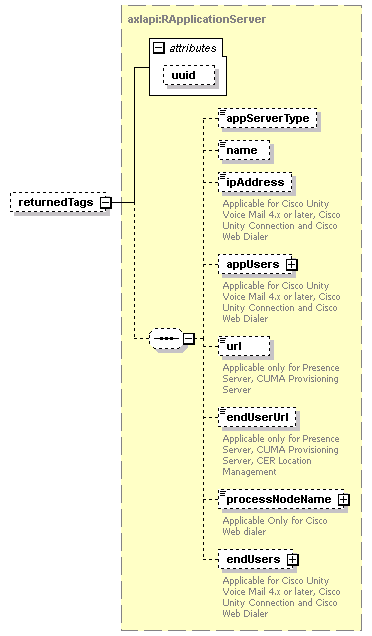 axlapi:RApplicationServer
attributes
uuid
returnedTags
appServerType
name
ipAddress
Applicable for Cisco Unity
Voice Mail 4.x or later, Cisco
Unity Connection and Cisco
Web Dialer
appUsers
Applicable for Cisco Unity
Voice Mail 4.x or later, Cisco
Unity Connection and Cisco
Web Dialer
url
Applicable only for Presence
Server, CUMA Provisioning
Server
endUserUrl
Applicable only for Presence
Server, CUMA Provisioning
Server, CER Location
Management
processNodeName
Applicable Only for Cisco
Web dialer
endUsers
Applicable for Cisco Unity
Voice Mail 4.x or later, Cisco
Unity Connection and Cisco
Web Dialer